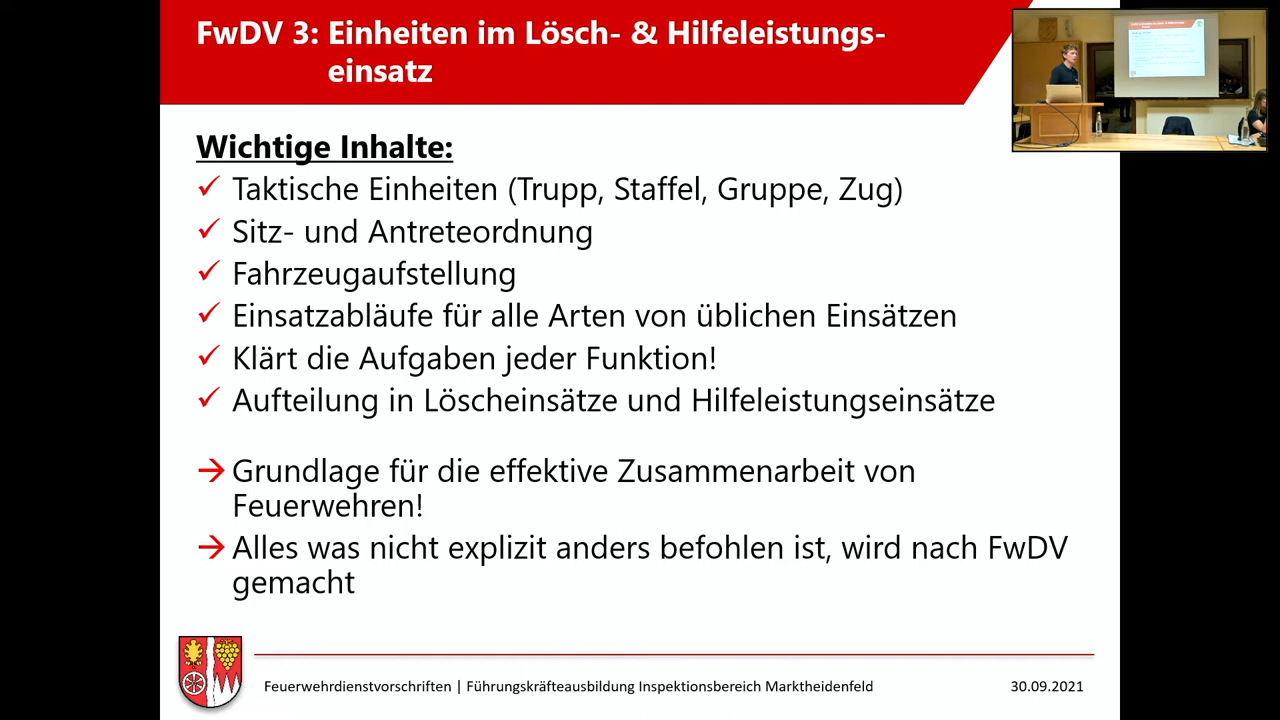 FwDV 3: Einheiten im Lösch- & Hilfeleistungs-
einsatz
Wichtige Inhalte:
✓ Taktische Einheiten (Trupp, Staffel, Gruppe, Zug)
✓ Sitz- und Antreteordnung
✓ Fahrzeugaufstellung
✓ Einsatzabläufe für alle Arten von üblichen Einsätzen
✓ Klärt die Aufgaben jeder Funktion!
✓ Aufteilung in Löscheinsätze und Hilfeleistungseinsätze
→ Grundlage für die effektive Zusammenarbeit von
Feuerwehren!
→ Alles was nicht explizit anders befohlen ist, wird nach FwDV
gemacht
Feuerwehrdienstvorschriften | Führungskräfteausbildung Inspektionsbereich Marktheidenfeld
30.09.2021